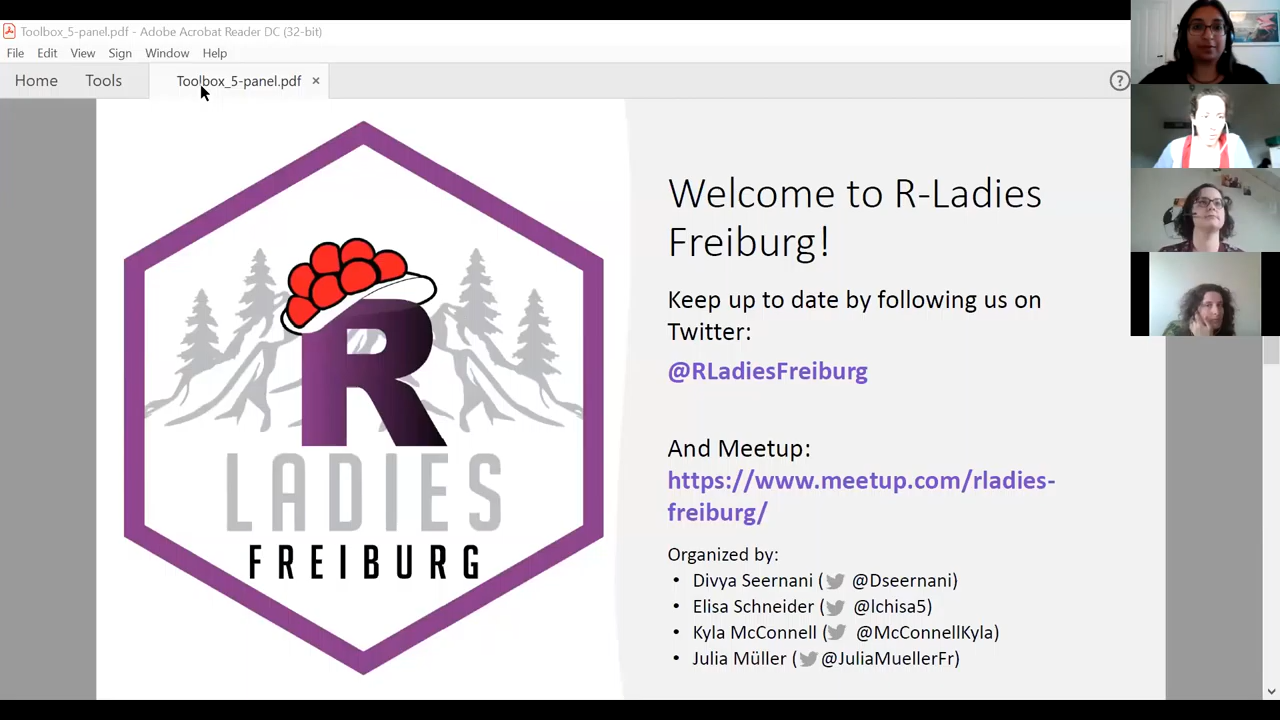 Toolbox_5-panel.pdf - Adobe Acrobat Reader DC (32-bit)
File Edit View Sign Window Help
Home Tools Toolbox_5-panel.pdf × ?
R
LADIES
FREIBURG
Welcome to R-Ladies
Freiburg!
Keep up to date by following us on
Twitter:
@RLadiesFreiburg
And Meetup:
https://www.meetup.com/rladies-
freiburg/
Organized by:
• Divya Seernani ( @Dseernani)
• Elisa Schneider ( @lchisa5)
• Kyla McConnell ( @McConnellKyla)
• Julia Müller ( @JuliaMuellerFr)